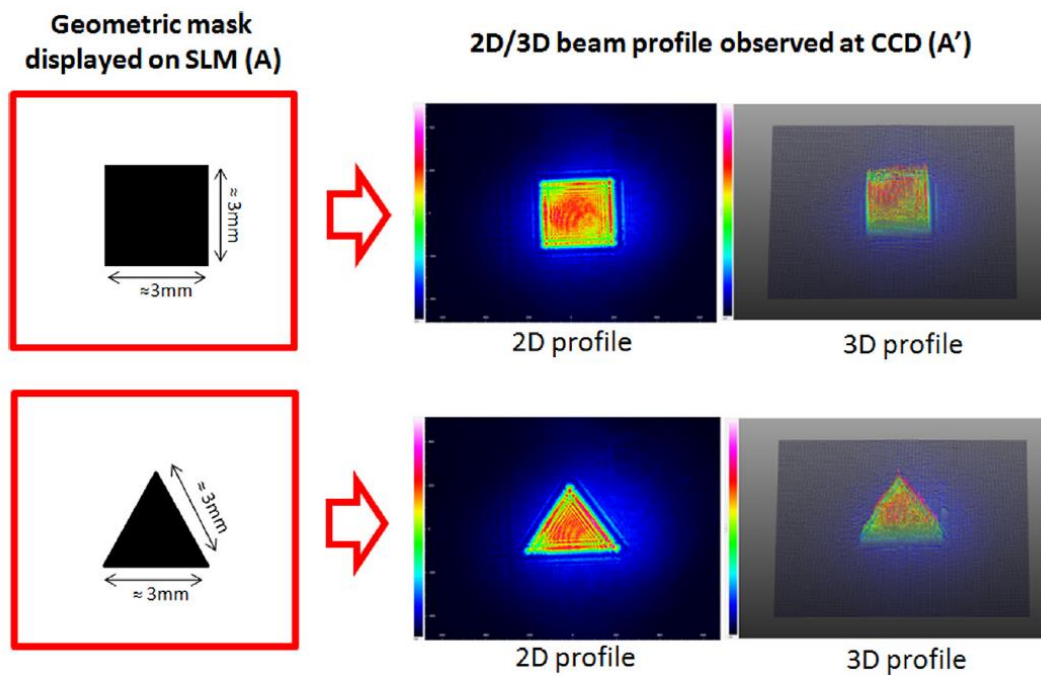 Geometric mask
displayed on SLM (A)
2D/3D beam profile observed at CCD (A’)
≈3mm
≈3mm
2D profile
3D profile
≈3mm
≈3mm
2D profile
3D profile